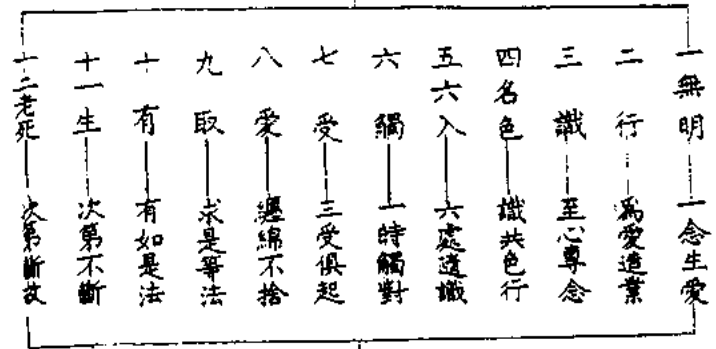 一無明 一念生愛
二行 為愛造業
三識 至心專念
四名色 識共色行
五六入 六處遣識
六觸 一時觸對
七受 三受俱起
八愛 纏綿不捨
九取 求是等法
十有 有如是法
十一生 次第不斷
十二老死 次第斷故